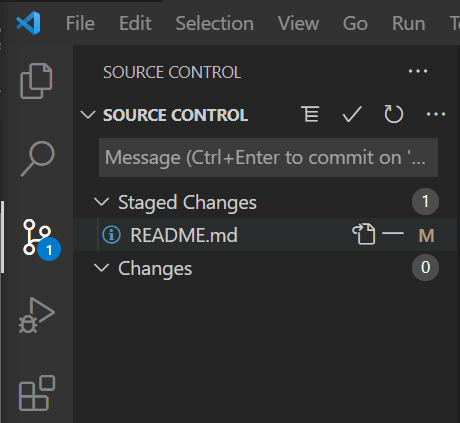 File Edit Selection View Go Run
SOURCE CONTROL
SOURCE CONTROL
Message (Ctrl+Enter to commit on '...
Staged Changes 1
README.md M
1
Changes 0